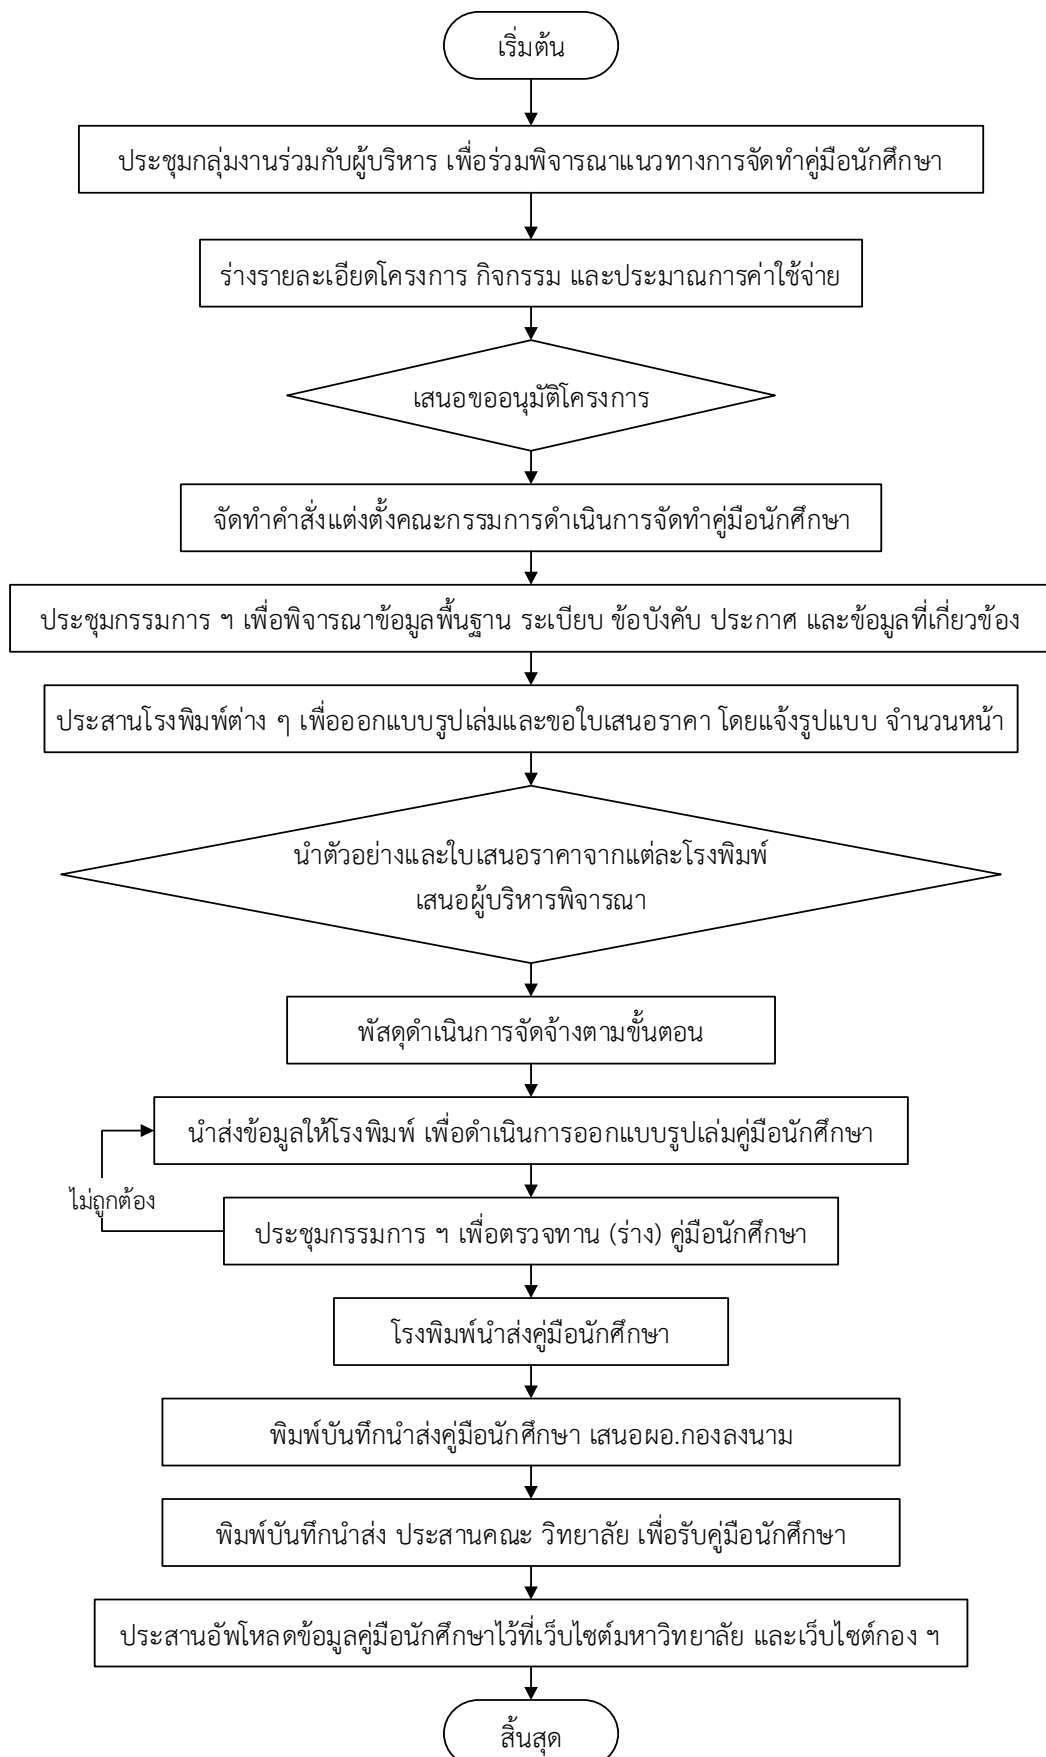 เริ่มต้น
ประชุมกลุ่มงานร่วมกับผู้บริหาร เพื่อร่วมพิจารณาแนวทางการจัดทำคู่มือนักศึกษา
ร่างรายละเอียดโครงการ กิจกรรม และประมาณการค่าใช้จ่าย
เสนอขออนุมัติโครงการ
จัดทำคำสั่งแต่งตั้งคณะกรรมการดำเนินการจัดทำคู่มือนักศึกษา
ประชุมกรรมการ ฯ เพื่อพิจารณาข้อมูลพื้นฐาน ระเบียบ ข้อบังคับ ประกาศ และข้อมูลที่เกี่ยวข้อง
ประสานโรงพิมพ์ต่าง ๆ เพื่อออกแบบรูปเล่มและขอใบเสนอราคา โดยแจ้งรูปแบบ จำนวนหน้า
นำตัวอย่างและใบเสนอราคาจากแต่ละโรงพิมพ์
เสนอผู้บริหารพิจารณา
พัสดุดำเนินการจัดจ้างตามขั้นตอน
นำส่งข้อมูลให้โรงพิมพ์ เพื่อดำเนินการออกแบบรูปเล่มคู่มือนักศึกษา
ไม่ถูกต้อง
ประชุมกรรมการ ฯ เพื่อตรวจทาน (ร่าง) คู่มือนักศึกษา
โรงพิมพ์นำส่งคู่มือนักศึกษา
พิมพ์บันทึกนำส่งคู่มือนักศึกษา เสนอผอ.กองลงนาม
พิมพ์บันทึกนำส่ง ประสานคณะ วิทยาลัย เพื่อรับคู่มือนักศึกษา
ประสานอัพโหลดข้อมูลคู่มือนักศึกษาไว้ที่เว็บไซต์มหาวิทยาลัย และเว็บไซต์กอง ฯ
สิ้นสุด